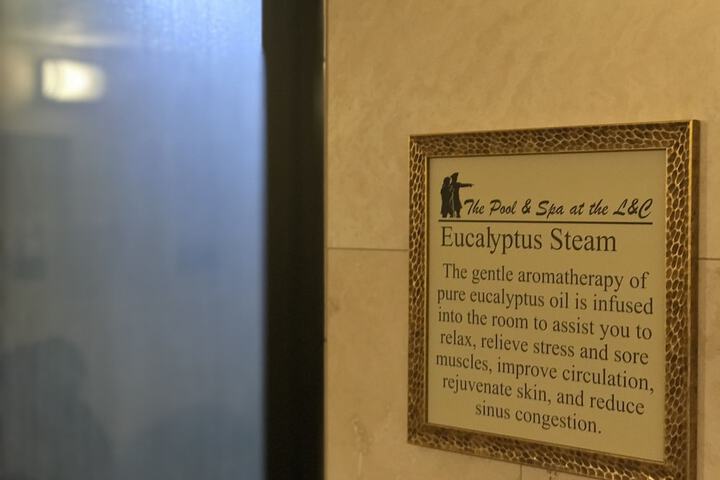 The Pool & Spa at the L&C
Eucalyptus Steam
The gentle aromatherapy of
pure eucalyptus oil is infused
into the room to assist you to
relax, relieve stress and sore
muscles, improve circulation,
rejuvenate skin, and reduce
sinus congestion.